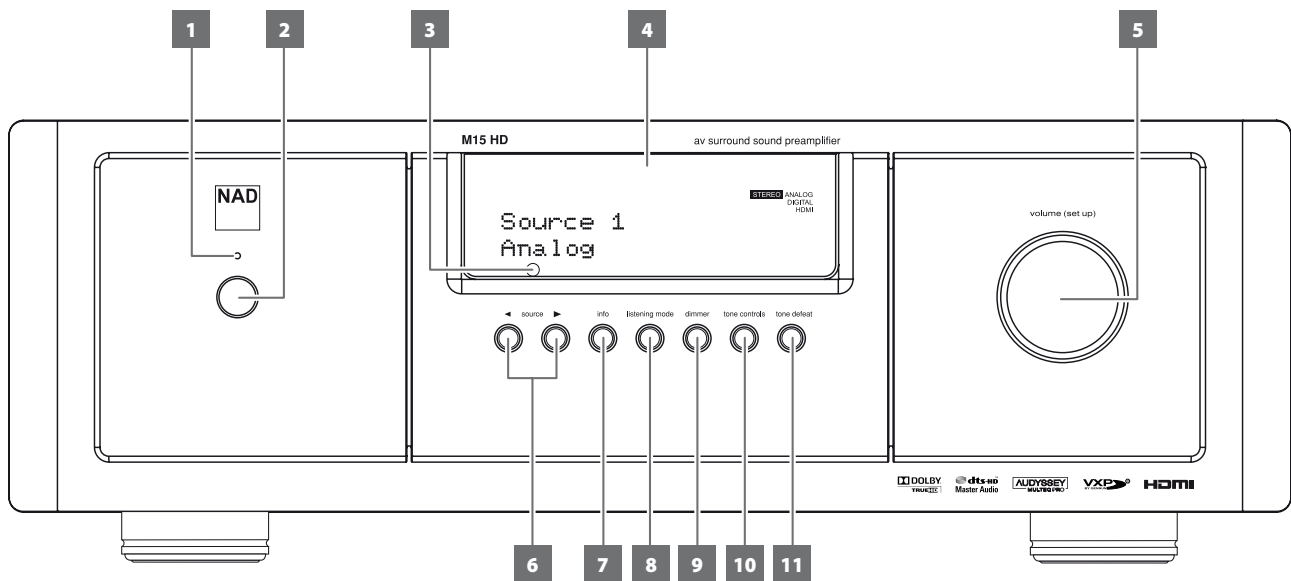 1 2 3 4 5
M15 HD av surround sound preamplifier
NAD
STEREO ANALOG
DIGITAL
HDMI
Source 1
Analog
volume (set up)
◄ source ► info listening mode dimmer tone controls tone defeat
DOLBY TRUEHD
dts-HD Master Audio
AUDYSSEY MULTEQ PRO
VXP
HDMI
6 7 8 9 10 11